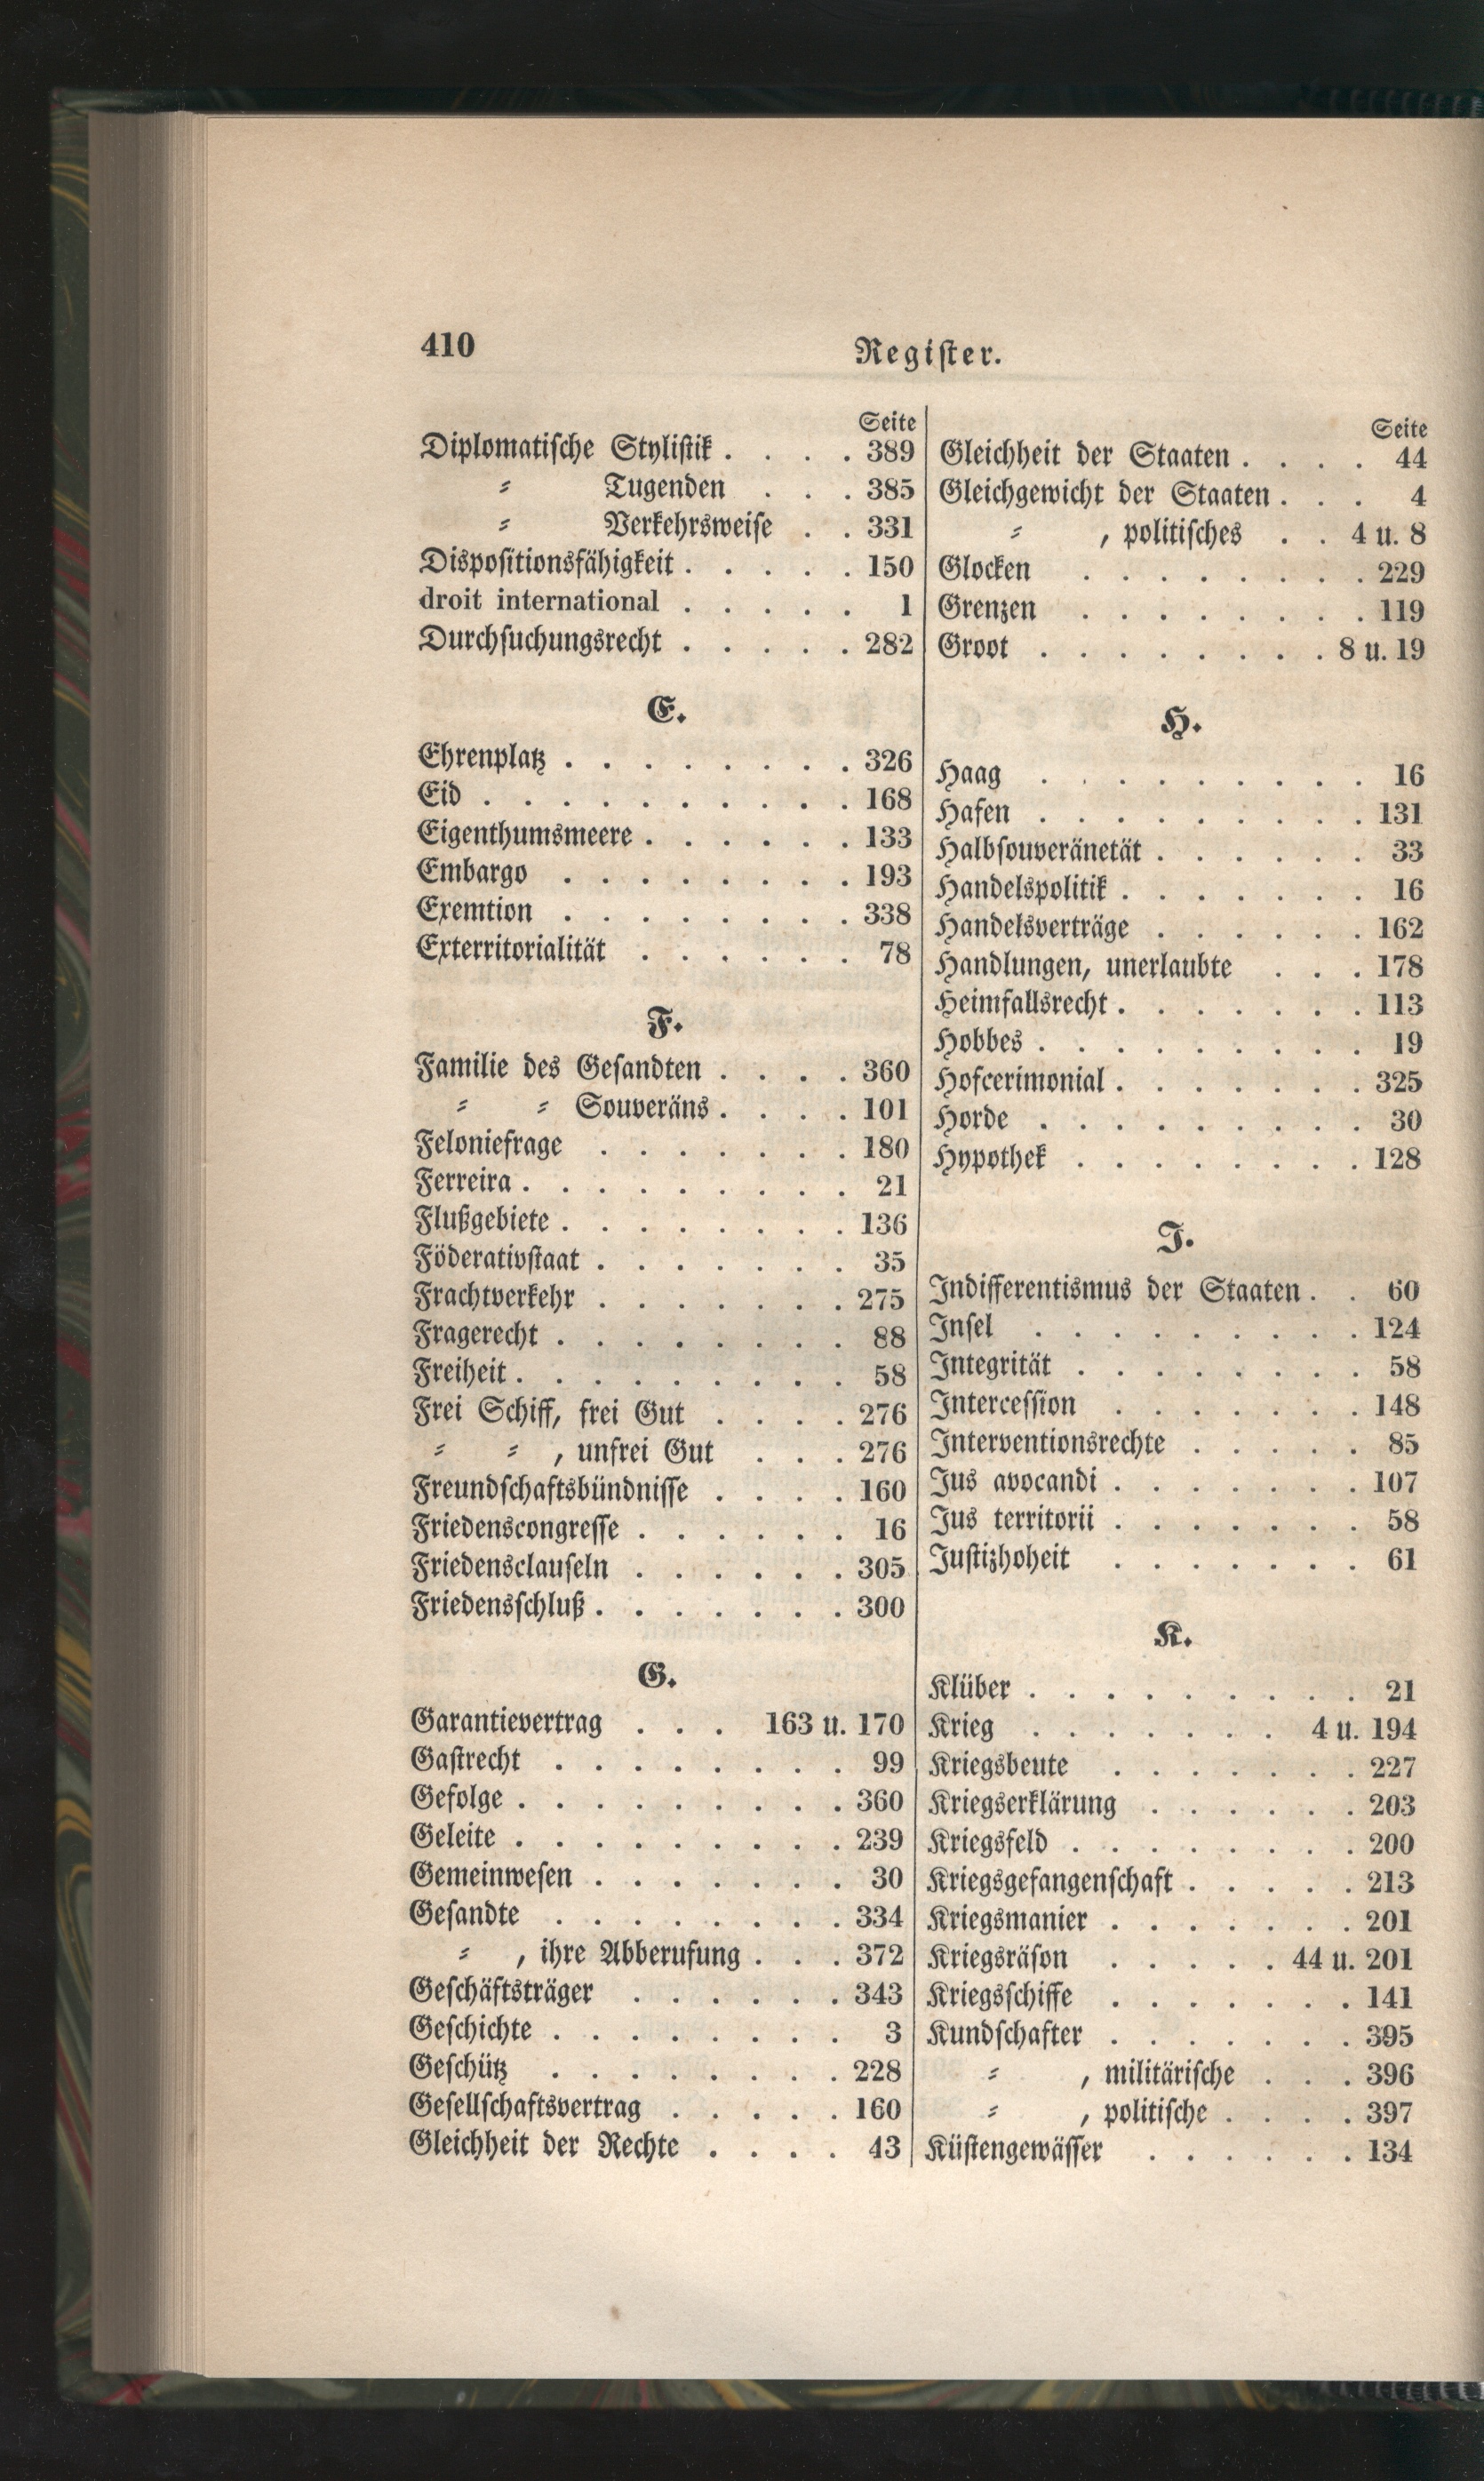 410
Register.
Seite
Diplomatische Stylistik . . . . 389
⸗ Tugenden . . . 385
⸗ Verkehrsweise . . 331
Dispositionsfähigkeit . . . . . 150
droit international . . . . . 1
Durchsuchungsrecht . . . . . 282
E.
Ehrenplatz . . . . . . . . 326
Eid . . . . . . . . . . 168
Eigenthumsmeere . . . . . . 133
Embargo . . . . . . . . 193
Exemtion . . . . . . . . 338
Exterritorialität . . . . . . 78
F.
Familie des Gesandten . . . . 360
⸗ ⸗ Souveräns . . . . 101
Feloniefrage . . . . . . . 180
Ferreira . . . . . . . . . 21
Flußgebiete . . . . . . . . 136
Föderativstaat . . . . . . . 35
Frachtverkehr . . . . . . . 275
Fragerecht . . . . . . . . 88
Freiheit . . . . . . . . . 58
Frei Schiff, frei Gut . . . . 276
⸗ ⸗ , unfrei Gut . . . 276
Freundschaftsbündnisse . . . . 160
Friedenscongresse . . . . . . 16
Friedensclauseln . . . . . . 305
Friedensschluß . . . . . . . 300
G.
Garantievertrag . . . 163 u. 170
Gastrecht . . . . . . . . 99
Gefolge . . . . . . . . . 360
Geleite . . . . . . . . . 239
Gemeinwesen . . . . . . . 30
Gesandte . . . . . . . . 334
⸗ , ihre Abberufung . . . 372
Geschäftsträger . . . . . . 343
Geschichte . . . . . . . . 3
Geschütz . . . . . . . . 228
Gesellschaftsvertrag . . . . . 160
Gleichheit der Rechte . . . . 43
Seite
Gleichheit der Staaten . . . . 44
Gleichgewicht der Staaten . . . 4
⸗ , politisches . . 4 u. 8
Glocken . . . . . . . . 229
Grenzen . . . . . . . . 119
Groot . . . . . . . . 8 u. 19
H.
Haag . . . . . . . . . 16
Hafen . . . . . . . . . 131
Halbsouveränetät . . . . . . 33
Handelspolitik . . . . . . . 16
Handelsverträge . . . . . . 162
Handlungen, unerlaubte . . . 178
Heimfallsrecht . . . . . . . 113
Hobbes . . . . . . . . . 19
Hofcerimonial . . . . . . . 325
Horde . . . . . . . . . 30
Hypothek . . . . . . . . 128
I.
Indifferentismus der Staaten . . 60
Insel . . . . . . . . . 124
Integrität . . . . . . . . 58
Intercession . . . . . . . 148
Interventionsrechte . . . . . 85
Jus avocandi . . . . . . . 107
Jus territorii . . . . . . . 58
Justizhoheit . . . . . . . 61
K.
Klüber . . . . . . . . . 21
Krieg . . . . . . . 4 u. 194
Kriegsbeute . . . . . . . 227
Kriegserklärung . . . . . . 203
Kriegsfeld . . . . . . . . 200
Kriegsgefangenschaft . . . . . 213
Kriegsmanier . . . . . . . 201
Kriegsräson . . . . . 44 u. 201
Kriegsschiffe . . . . . . . 141
Kundschafter . . . . . . . 395
⸗ , militärische . . . 396
⸗ , politische . . . . 397
Küstengewässer . . . . . . 134